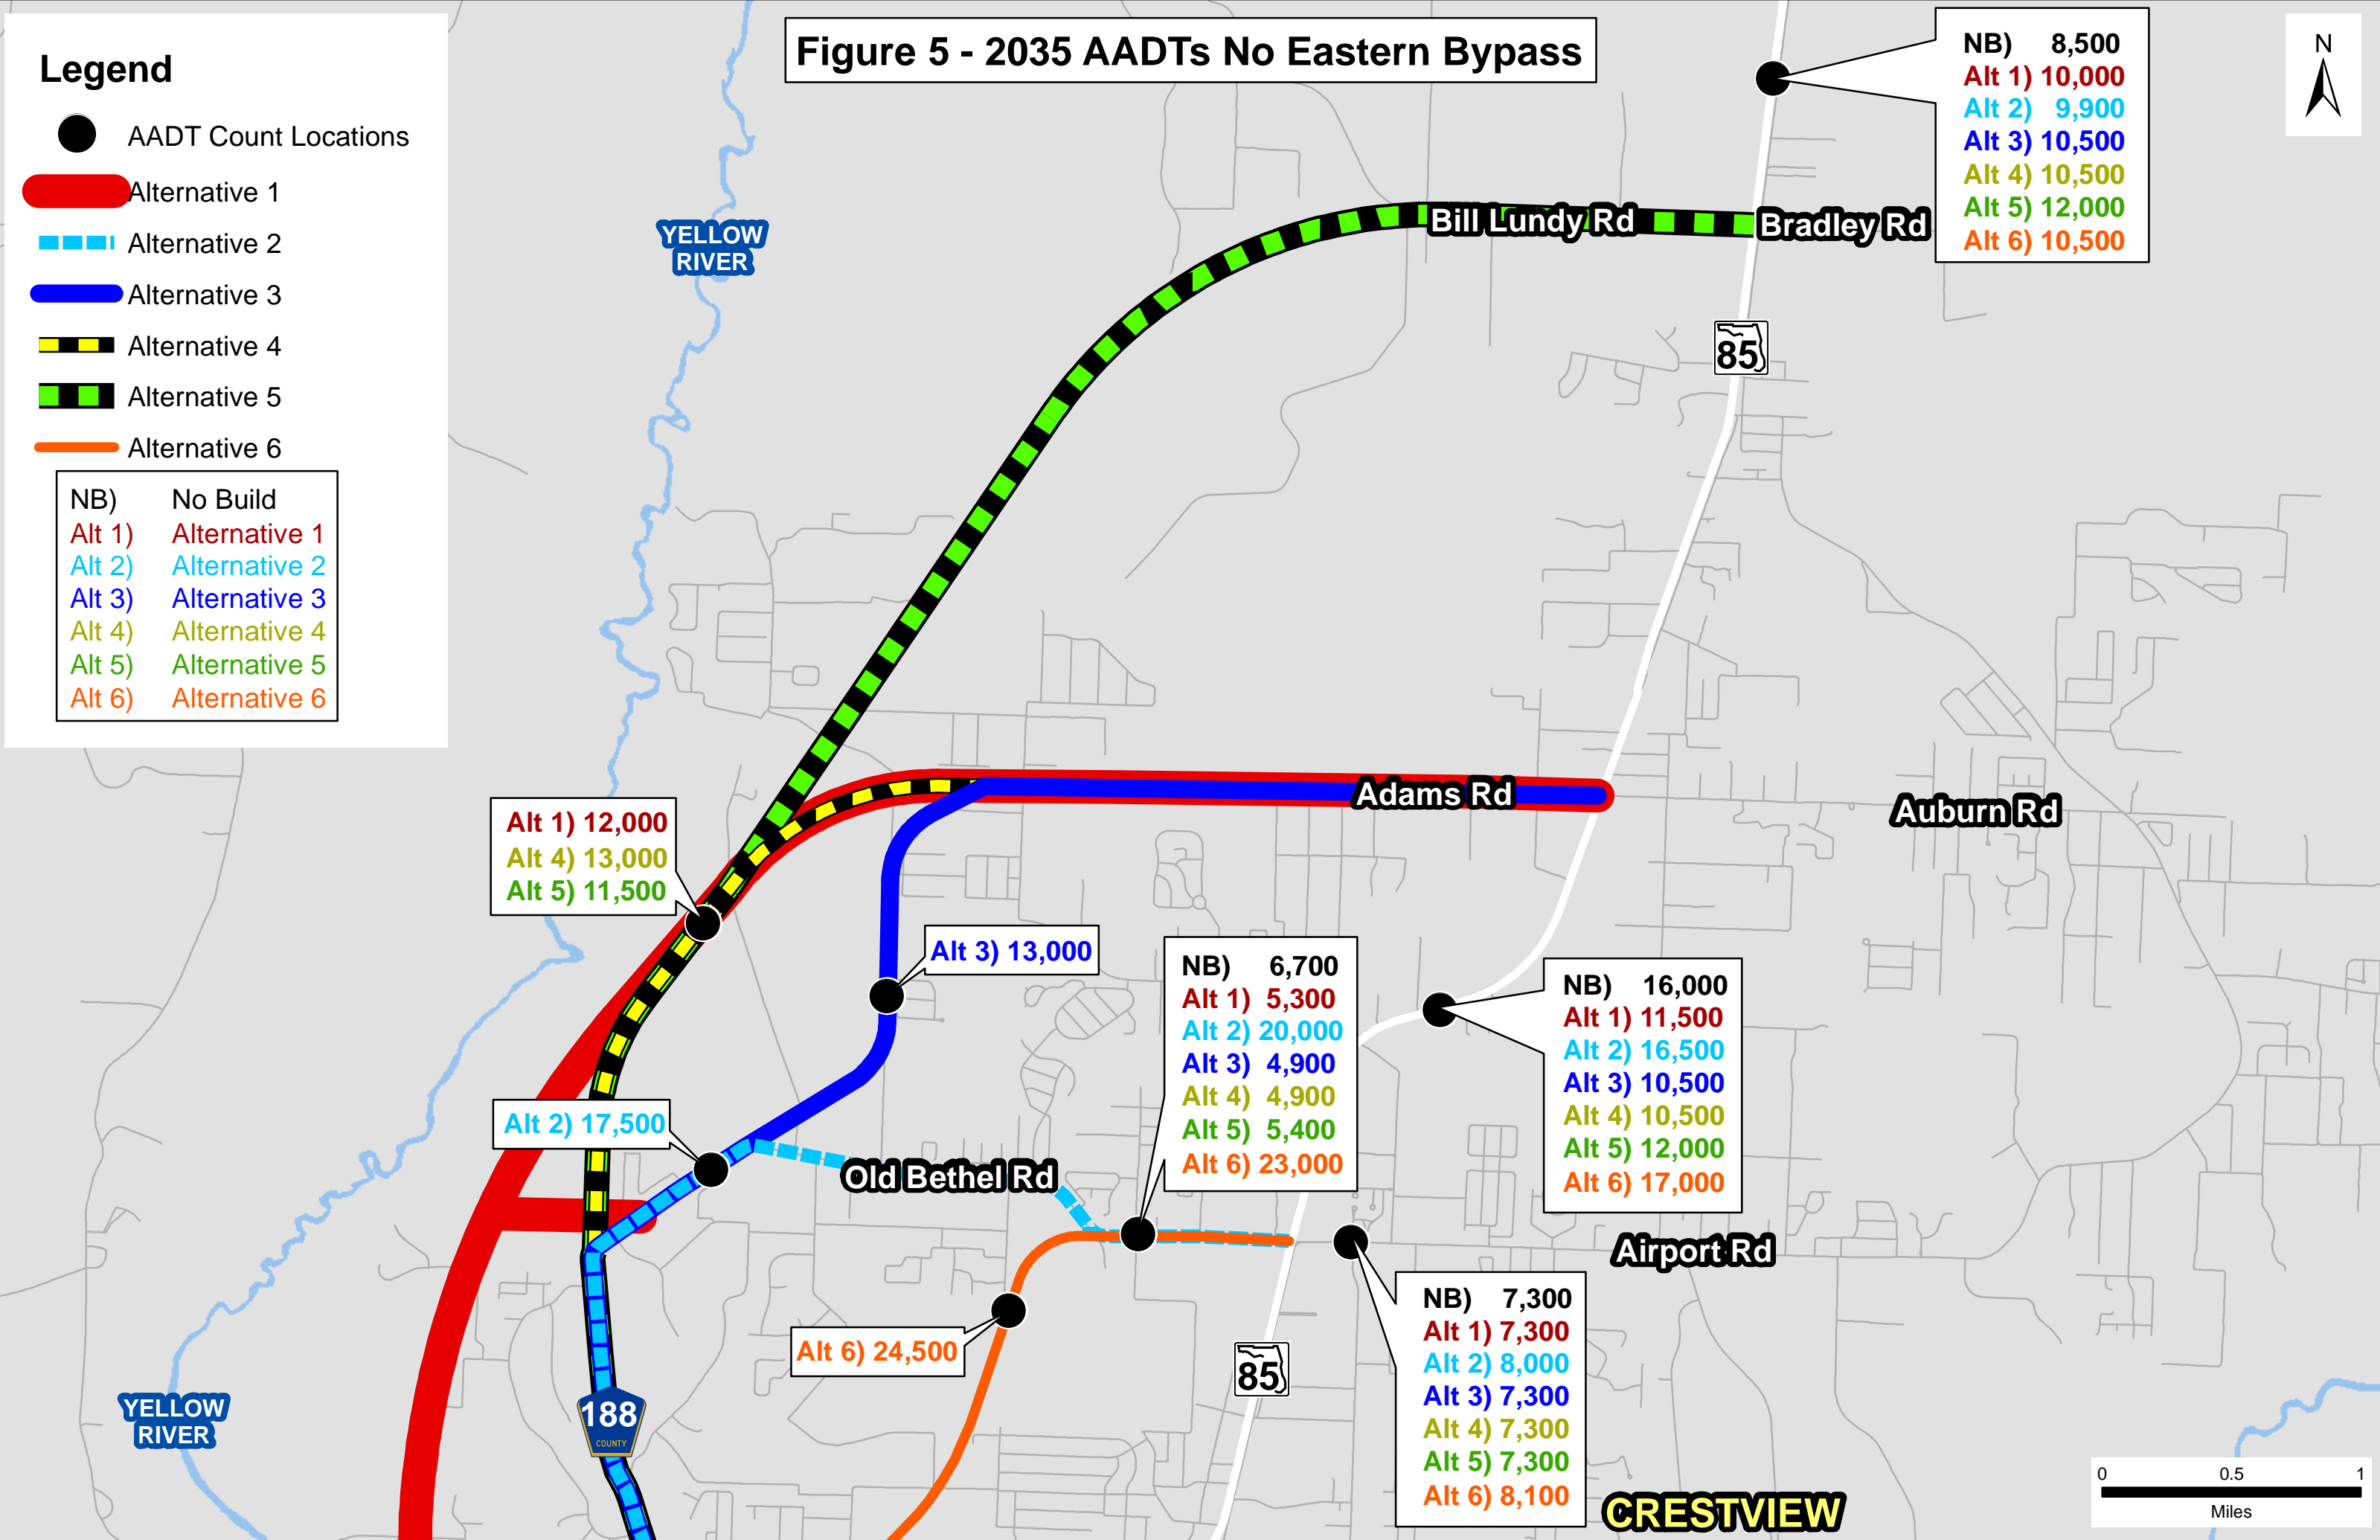 Figure 5 - 2035 AADTs No Eastern Bypass
Legend
AADT Count Locations
Alternative 1
Alternative 2
Alternative 3
Alternative 4
Alternative 5
Alternative 6
NB) No Build
Alt 1) Alternative 1
Alt 2) Alternative 2
Alt 3) Alternative 3
Alt 4) Alternative 4
Alt 5) Alternative 5
Alt 6) Alternative 6
YELLOW
RIVER
NB) 8,500
Alt 1) 10,000
Alt 2) 9,900
Alt 3) 10,500
Alt 4) 10,500
Alt 5) 12,000
Alt 6) 10,500
N
Bill Lundy Rd
Bradley Rd
85
Adams Rd
Auburn Rd
Alt 1) 12,000
Alt 4) 13,000
Alt 5) 11,500
Alt 3) 13,000
NB) 6,700
Alt 1) 5,300
Alt 2) 20,000
Alt 3) 4,900
Alt 4) 4,900
Alt 5) 5,400
Alt 6) 23,000
NB) 16,000
Alt 1) 11,500
Alt 2) 16,500
Alt 3) 10,500
Alt 4) 10,500
Alt 5) 12,000
Alt 6) 17,000
Alt 2) 17,500
Old Bethel Rd
Airport Rd
Alt 6) 24,500
NB) 7,300
Alt 1) 7,300
Alt 2) 8,000
Alt 3) 7,300
Alt 4) 7,300
Alt 5) 7,300
Alt 6) 8,100
85
188
COUNTY
YELLOW
RIVER
CRESTVIEW
0 0.5 1
Miles